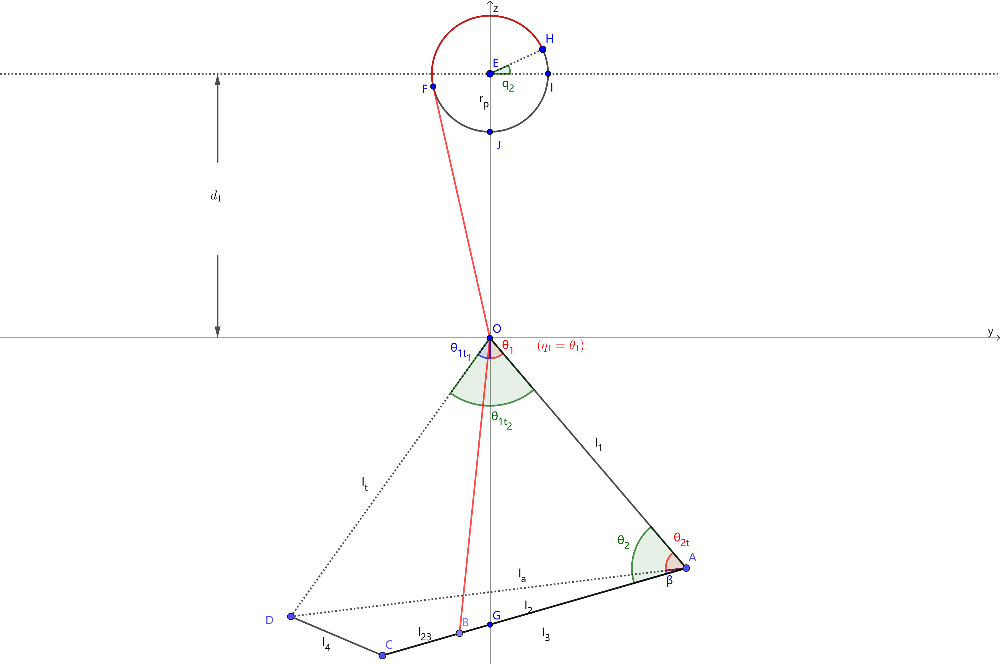 z
H
E
q2
F
I
rp
J
d1
O
y
θ1t1
θ1
(q1 = θ1)
θ1t2
l1
lt
θ2
θ2t
A
la
β
l2
G
D
B
l23
l3
l4
C